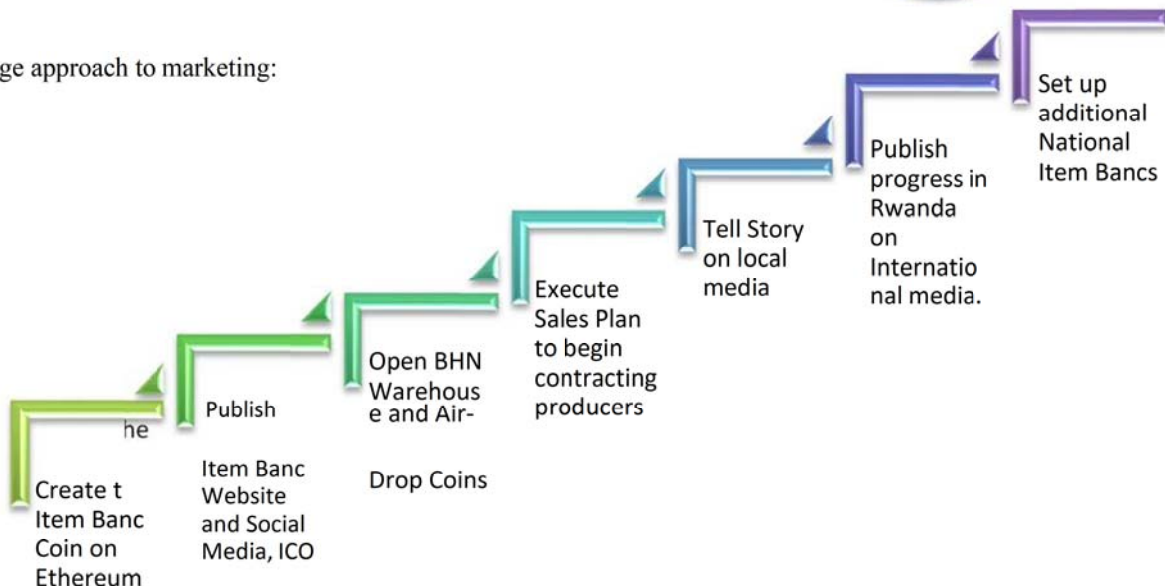 ge approach to marketing:
he
Create t
Item Banc
Coin on
Ethereum
Publish
Item Banc
Website
and Social
Media, ICO
Open BHN
Warehous
e and Air-
Drop Coins
Execute
Sales Plan
to begin
contracting
producers
Tell Story
on local
media
Publish
progress in
Rwanda
on
Internatio
nal media.
Set up
additional
National
Item Bancs